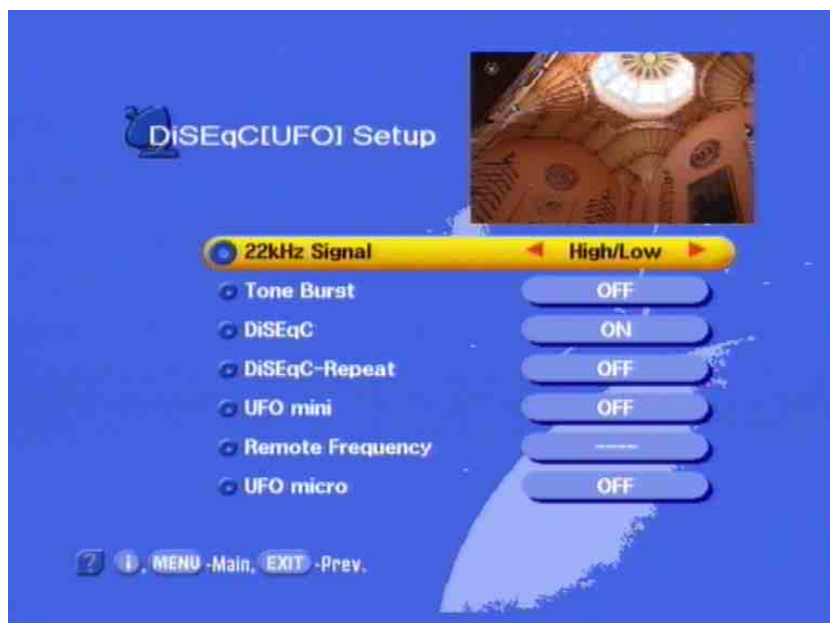 DiSEqC[UFO] Setup
22kHz Signal High/Low
Tone Burst OFF
DiSEqC ON
DiSEqC-Repeat OFF
UFO mini OFF
Remote Frequency ----
UFO micro OFF
? i, MENU -Main, EXIT -Prev.